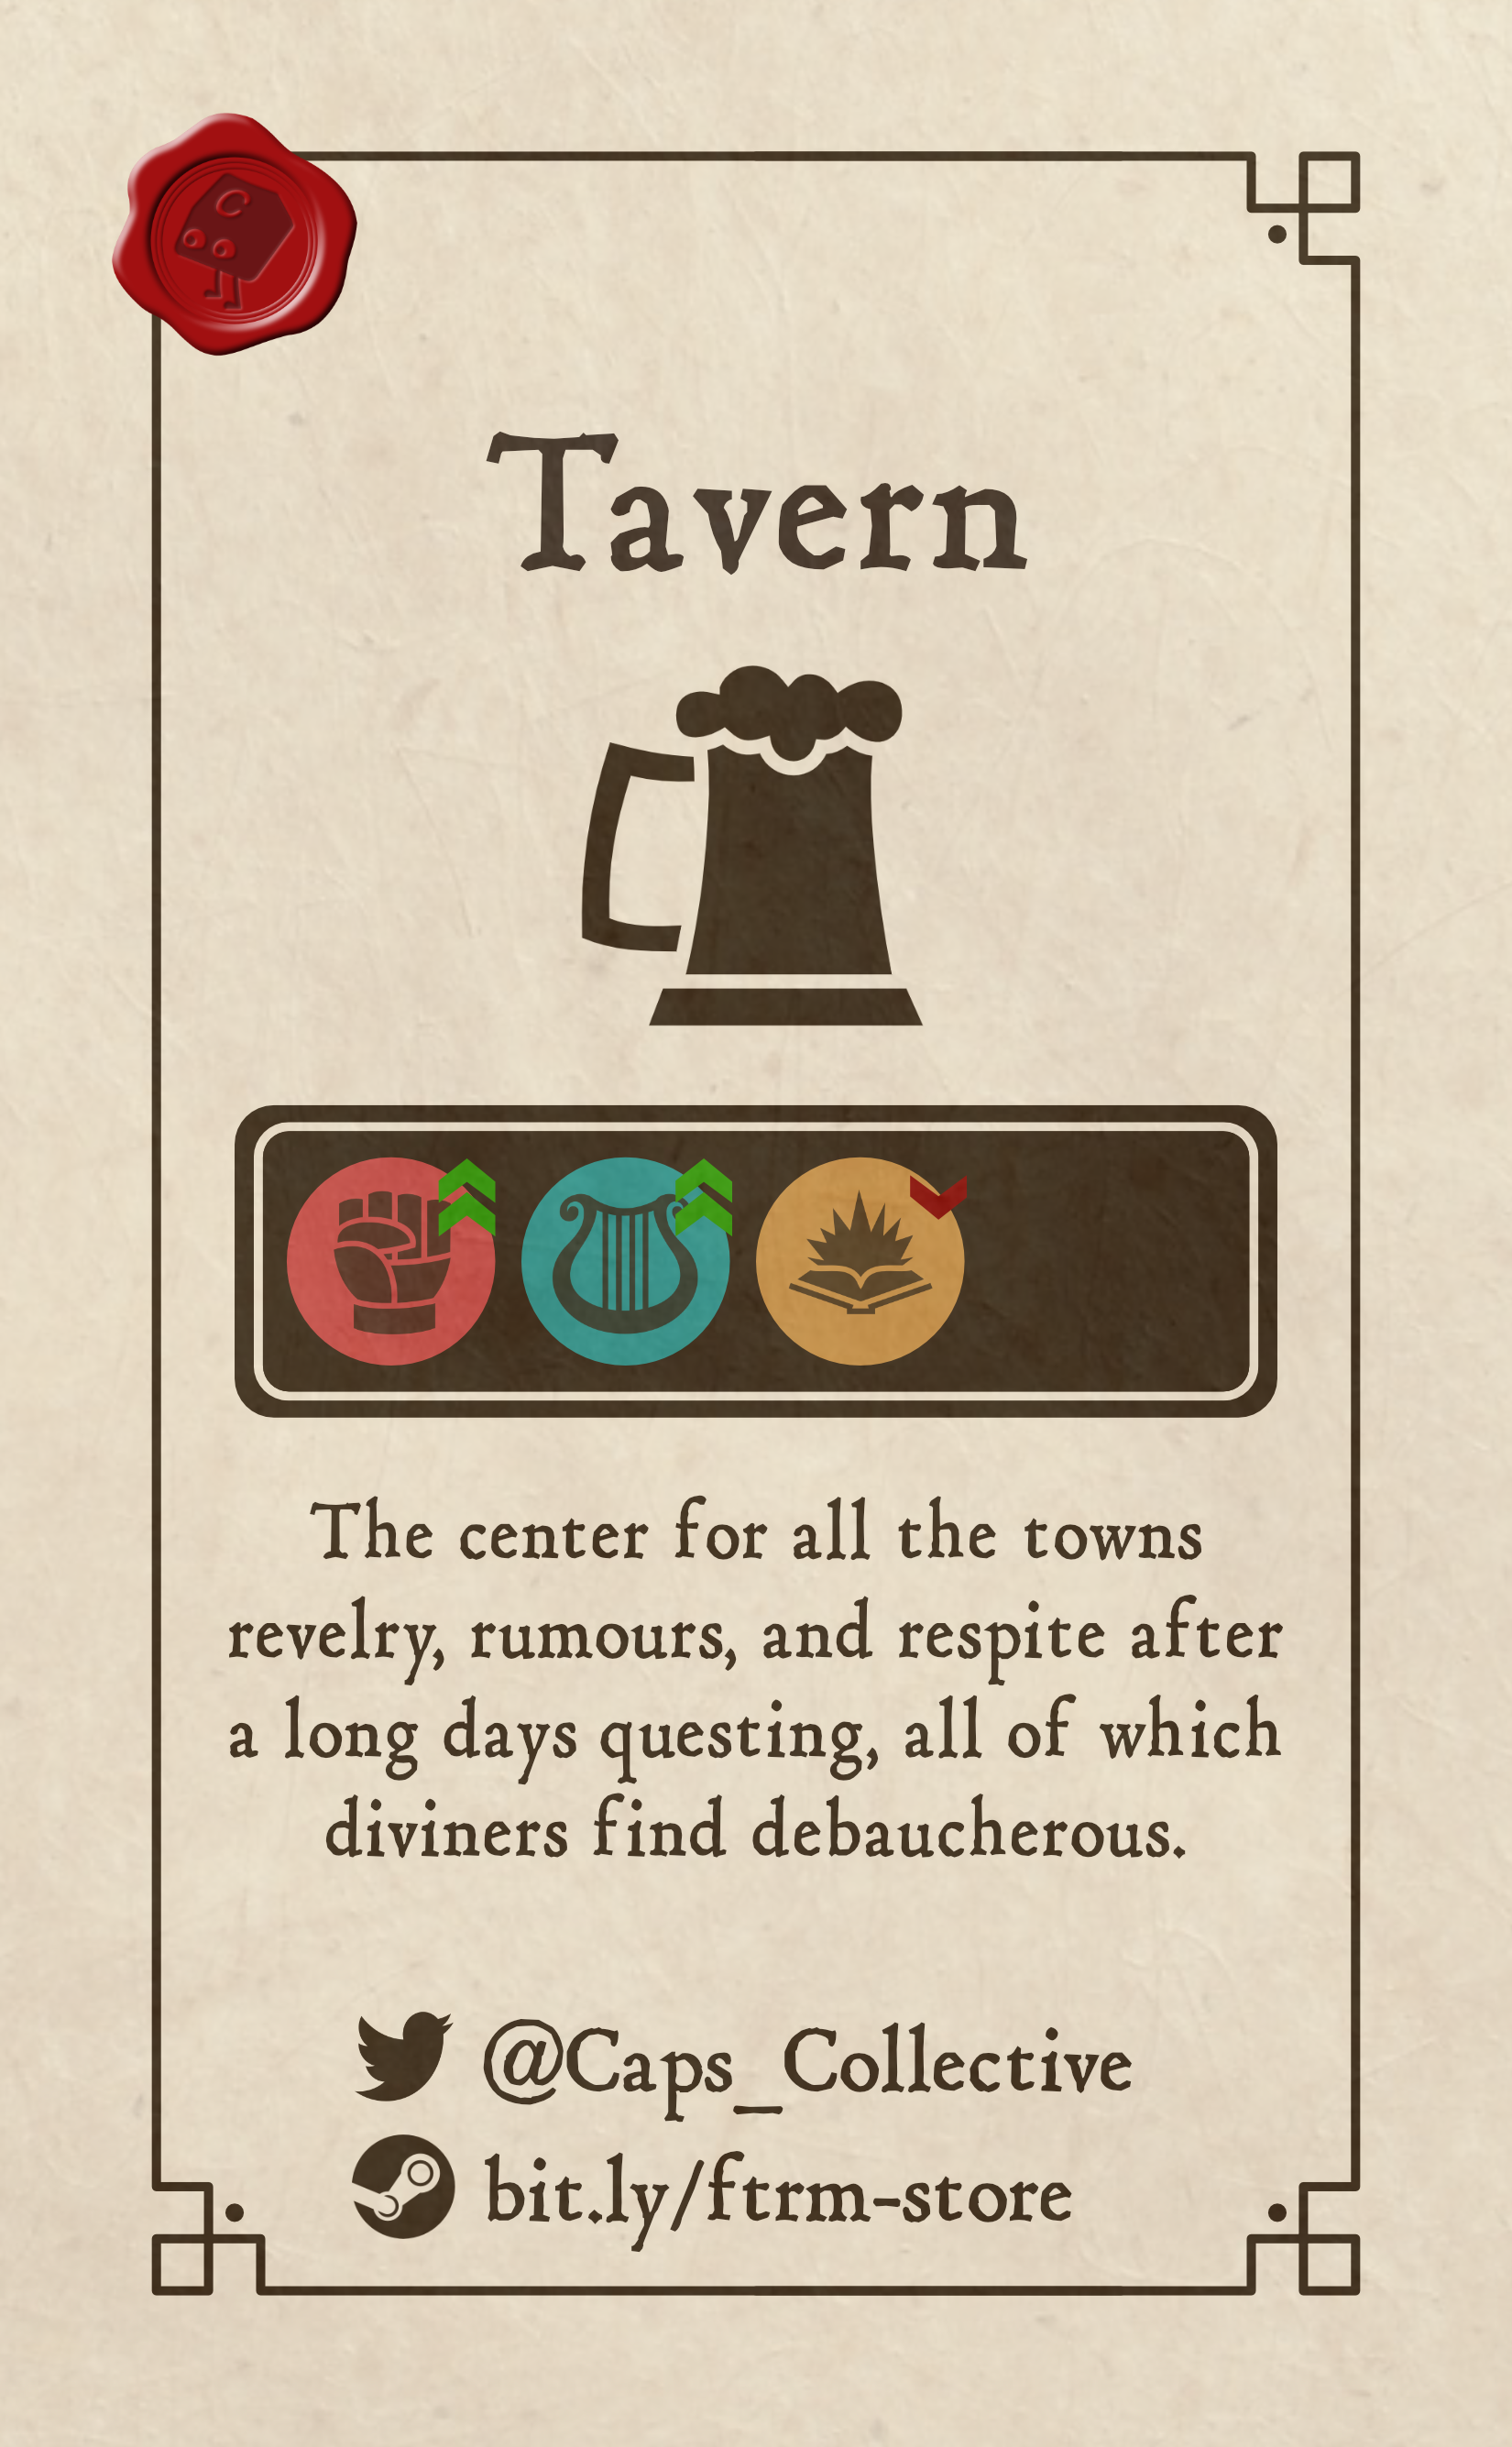 C
Tavern
The center for all the towns
revelry, rumours, and respite after
a long days questing, all of which
diviners find debaucherous.
@Caps_Collective
bit.ly/ftrm-store